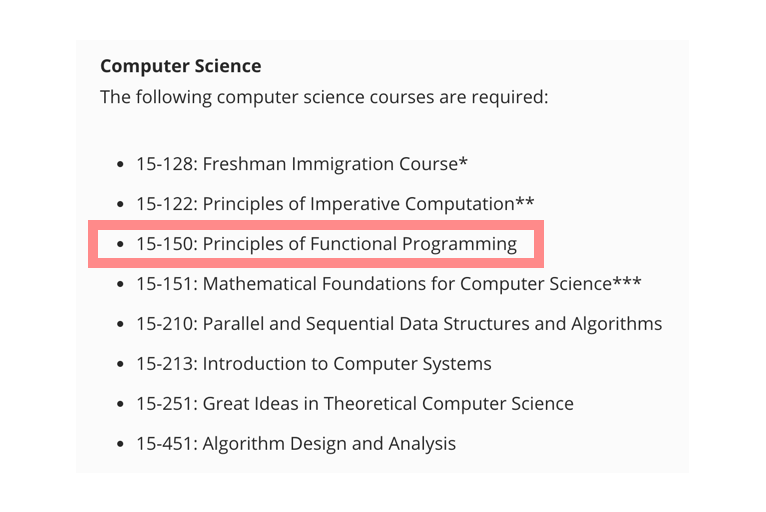 Computer Science
The following computer science courses are required:
• 15-128: Freshman Immigration Course*
• 15-122: Principles of Imperative Computation**
• 15-150: Principles of Functional Programming
• 15-151: Mathematical Foundations for Computer Science***
• 15-210: Parallel and Sequential Data Structures and Algorithms
• 15-213: Introduction to Computer Systems
• 15-251: Great Ideas in Theoretical Computer Science
• 15-451: Algorithm Design and Analysis